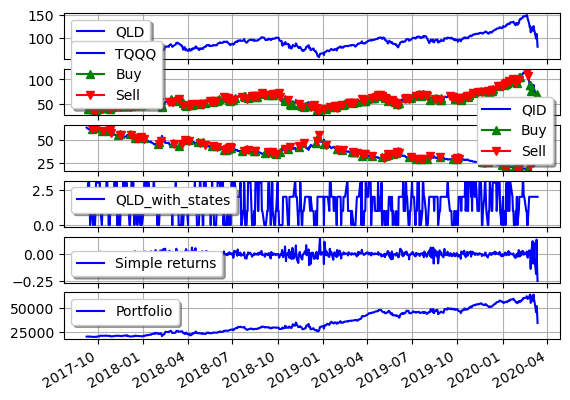 150
100
QLD
TQQQ
Buy
Sell
100
50
QID
Buy
Sell
50
25
2.5
0.0
QLD_with_states
0.00
-0.25
Simple returns
50000
25000
Portfolio
2017-10
2018-01
2018-04
2018-07
2018-10
2019-01
2019-04
2019-07
2019-10
2020-01
2020-04